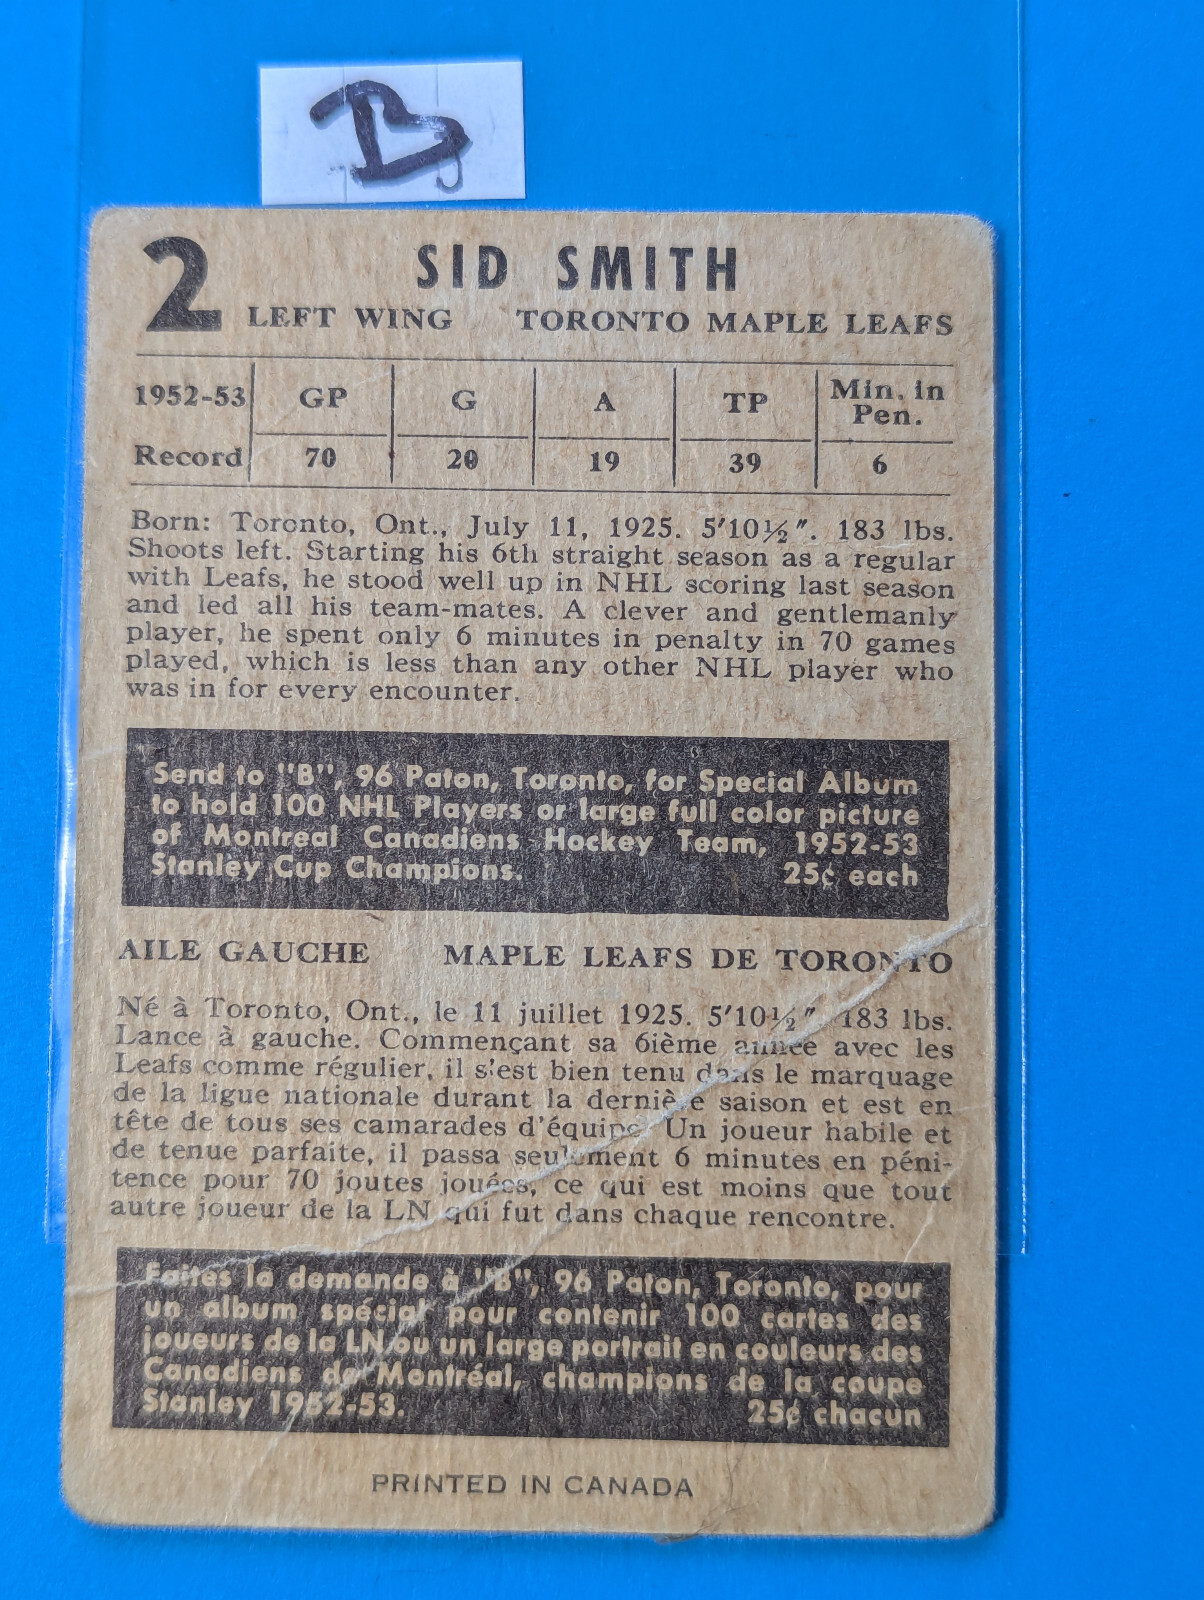 B
2 SID SMITH
LEFT WING TORONTO MAPLE LEAFS
1952-53 GP G A TP Min. in Pen.
Record 70 20 19 39 6
Born: Toronto, Ont., July 11, 1925. 5'10½". 183 lbs.
Shoots left. Starting his 6th straight season as a regular
with Leafs, he stood well up in NHL scoring last season
and led all his team-mates. A clever and gentlemanly
player, he spent only 6 minutes in penalty in 70 games
played, which is less than any other NHL player who
was in for every encounter.
Send to "B", 96 Paton, Toronto, for Special Album
to hold 100 NHL Players or large full color picture
of Montreal Canadiens Hockey Team, 1952-53
Stanley Cup Champions. 25¢ each
AILE GAUCHE MAPLE LEAFS DE TORONTO
Né à Toronto, Ont., le 11 juillet 1925. 5'10½" 183 lbs.
Lance à gauche. Commençant sa 6ième année avec les
Leafs comme régulier, il s'est bien tenu dans le marquage
de la ligue nationale durant la dernière saison et est en
tête de tous ses camarades d'équipe. Un joueur habile et
de tenue parfaite, il passa seulement 6 minutes en péni-
tence pour 70 joutes jouées, ce qui est moins que tout
autre joueur de la LN qui fut dans chaque rencontre.
Faites la demande à "B", 96 Paton, Toronto, pour
un album spécial pour contenir 100 cartes des
joueurs de la LN ou un large portrait en couleurs des
Canadiens de Montréal, champions de la coupe
Stanley 1952-53. 25¢ chacun
PRINTED IN CANADA